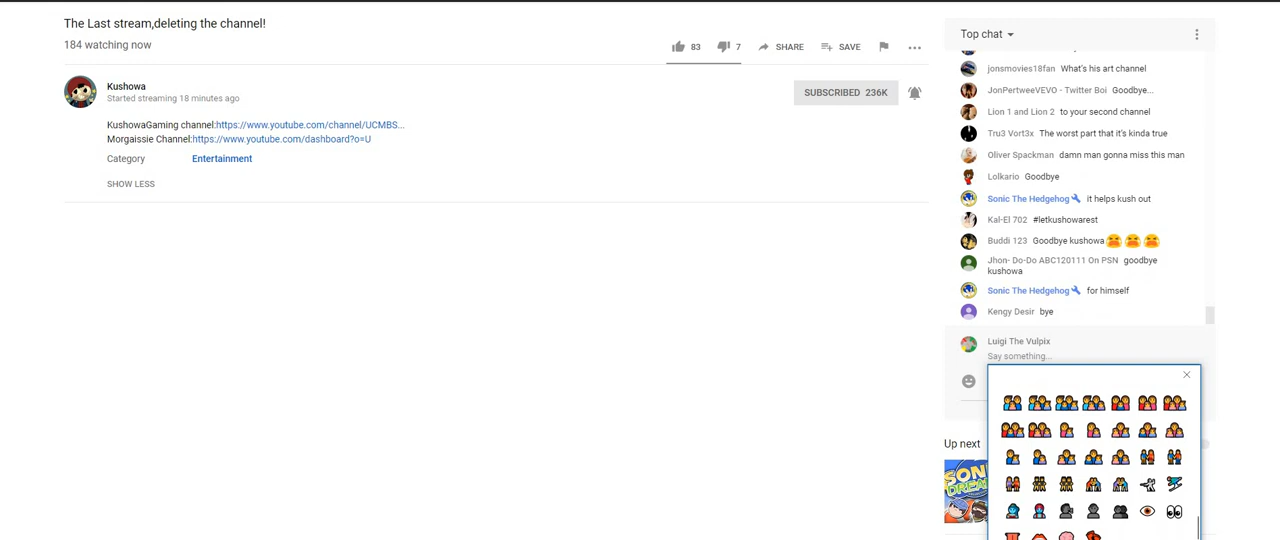 The Last stream,deleting the channel!
184 watching now
83
7
SHARE
SAVE
Kushowa
Started streaming 18 minutes ago
SUBSCRIBED 236K
KushowaGaming channel:https://www.youtube.com/channel/UCMBS...
Morgaissie Channel:https://www.youtube.com/dashboard?o=U
Category Entertainment
SHOW LESS
Top chat
jonsmovies18fan What's his art channel
JonPertweeVEVO - Twitter Boi Goodbye...
Lion 1 and Lion 2 to your second channel
Tru3 Vort3x The worst part that it's kinda true
Oliver Spackman damn man gonna miss this man
Lolkario Goodbye
Sonic The Hedgehog it helps kush out
Kal-El 702 #letkushowarest
Buddi 123 Goodbye kushowa
Jhon- Do-Do ABC120111 On PSN goodbye
kushowa
Sonic The Hedgehog for himself
Kengy Desir bye
Luigi The Vulpix
Say something...
Up next